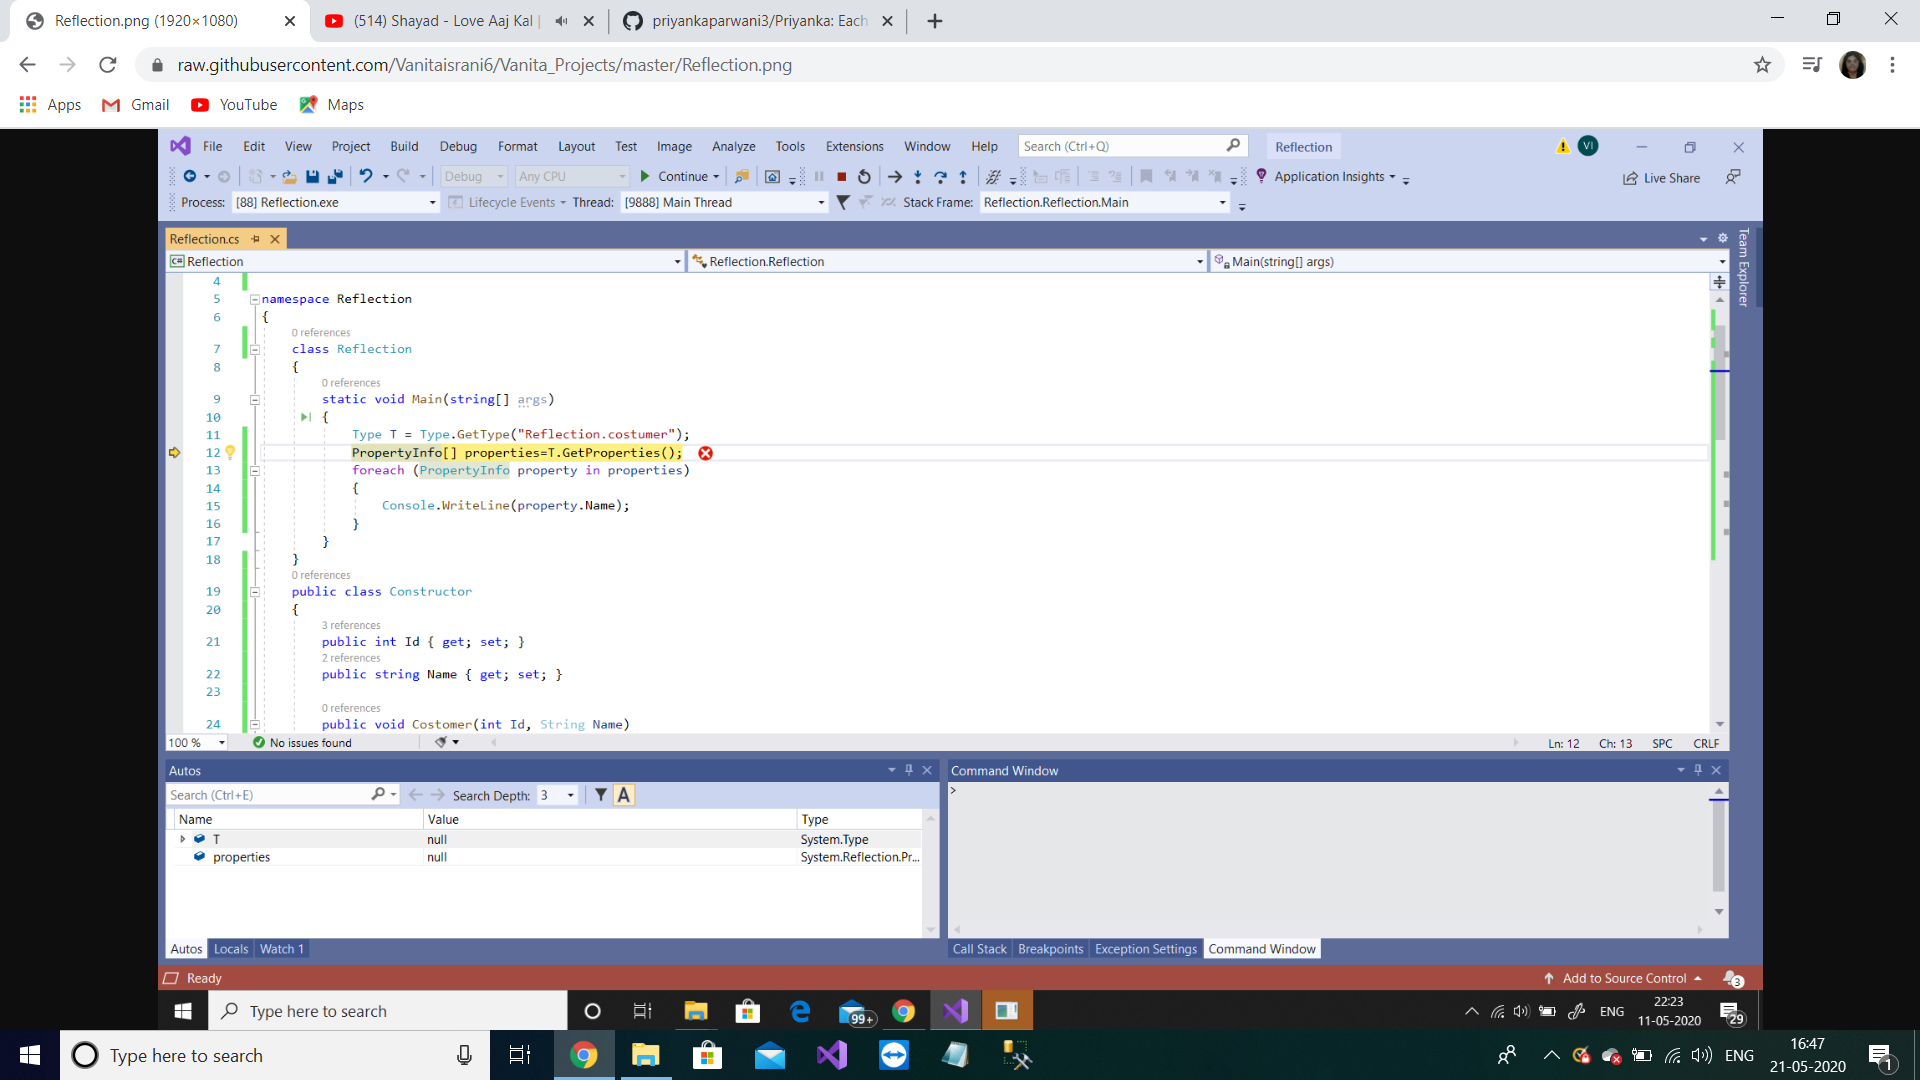 Reflection.png (1920×1080)
(514) Shayad - Love Aaj Kal |
priyankaparwani3/Priyanka: Each
raw.githubusercontent.com/Vanitaisrani6/Vanita_Projects/master/Reflection.png
Apps Gmail YouTube Maps
File Edit View Project Build Debug Format Layout Test Image Analyze Tools Extensions Window Help Search (Ctrl+Q) Reflection VI
Debug Any CPU Continue Application Insights Live Share
Process: [88] Reflection.exe Lifecycle Events Thread: [9888] Main Thread Stack Frame: Reflection.Reflection.Main
Reflection.cs
Team Explorer
Reflection Reflection.Reflection Main(string[] args)
4
5 namespace Reflection
6 {
0 references
7 class Reflection
8 {
0 references
9 static void Main(string[] args)
10 {
11 Type T = Type.GetType("Reflection.costumer");
12 PropertyInfo[] properties=T.GetProperties();
13 foreach (PropertyInfo property in properties)
14 {
15 Console.WriteLine(property.Name);
16 }
17 }
18 }
0 references
19 public class Constructor
20 {
3 references
21 public int Id { get; set; }
2 references
22 public string Name { get; set; }
23
0 references
24 public void Costomer(int Id, String Name)
100 % No issues found Ln: 12 Ch: 13 SPC CRLF
Autos
Search (Ctrl+E) Search Depth: 3 A
Name Value Type
T null System.Type
properties null System.Reflection.Pr...
Autos Locals Watch 1
Command Window
>
Call Stack Breakpoints Exception Settings Command Window
Ready Add to Source Control 3
Type here to search 99+ ENG 22:23
11-05-2020 29
Type here to search ENG 16:47
21-05-2020 1